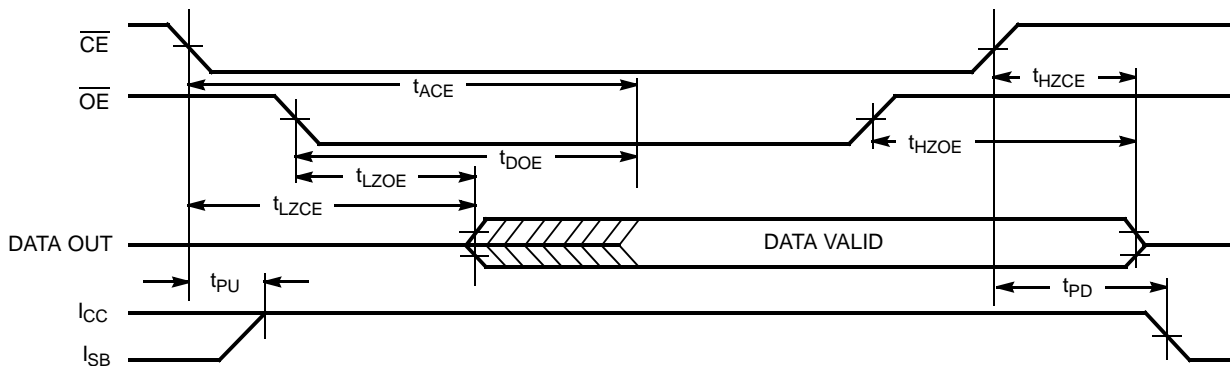 CE
tHZCE
tACE
OE
tHZOE
tDOE
tLZOE
tLZCE
DATA OUT
DATA VALID
tPU
tPD
ICC
ISB